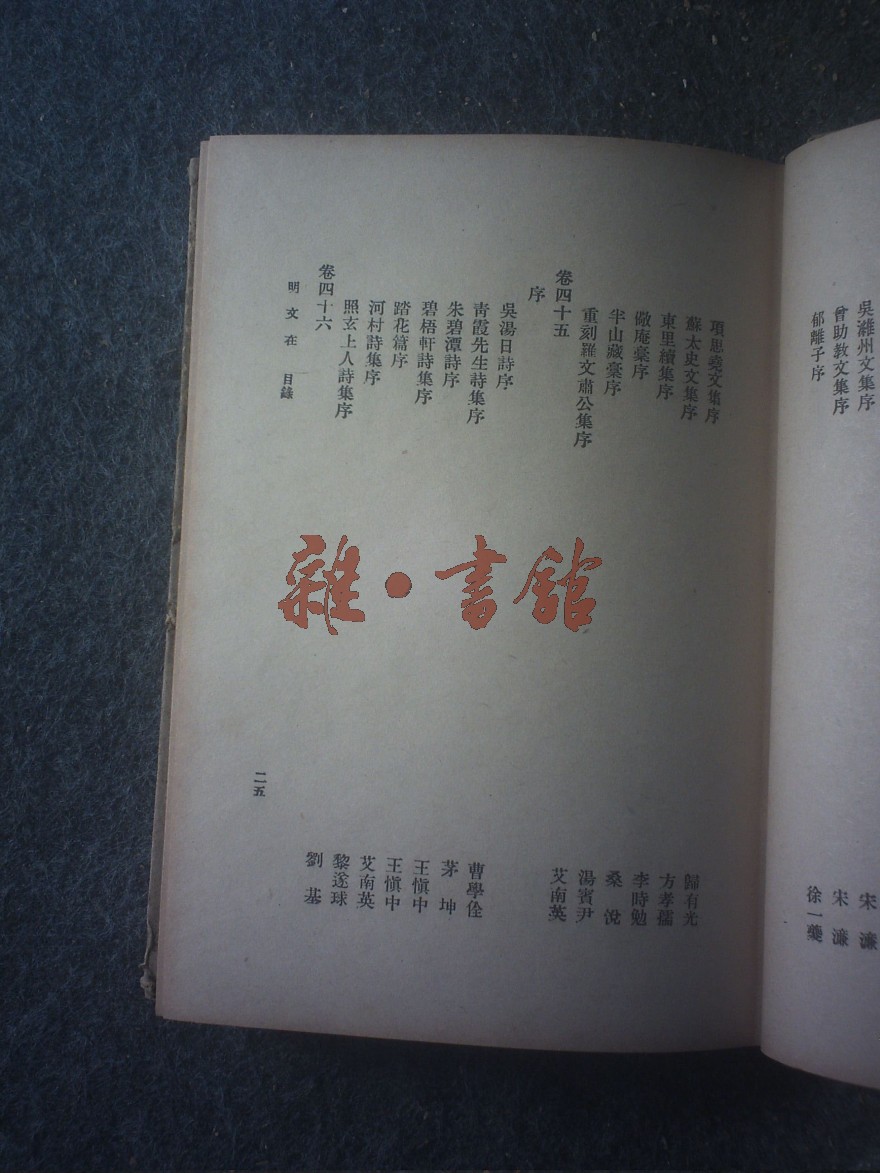 吳濰州文集序 宋濂
曾助教文集序 宋濂
郁離子序 徐一夔
項思堯文集序 歸有光
蘇太史文集序 方孝孺
東里續集序 李時勉
儆庵藁序 桑悅
半山藏藁序 湯賓尹
重刻羅文肅公集序 艾南英
卷四十五
序
吳湯日詩序 曹學佺
青霞先生詩集序 茅坤
朱碧潭詩序 王慎中
碧梧軒詩集序 王慎中
踏花篇序 艾南英
河村詩集序 黎遂球
照玄上人詩集序 劉基
卷四十六
明文在 目錄 二五
雜·書館